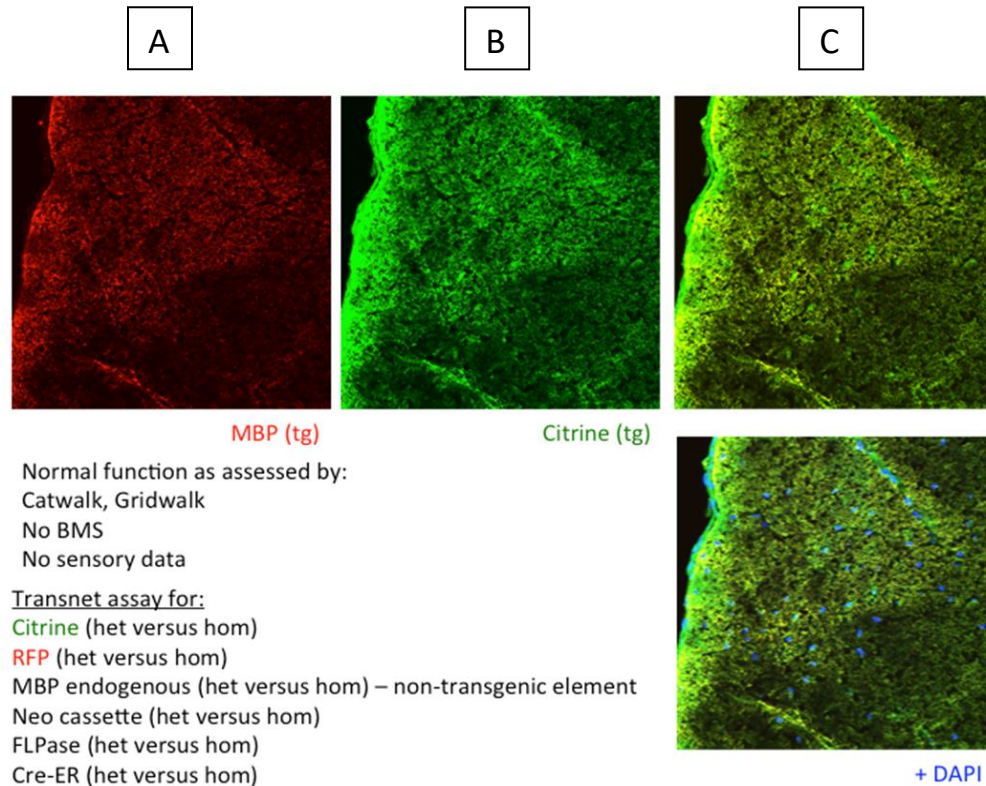 A
B
C
MBP (tg)
Citrine (tg)
Normal function as assessed by:
Catwalk, Gridwalk
No BMS
No sensory data
Transnet assay for:
Citrine (het versus hom)
RFP (het versus hom)
MBP endogenous (het versus hom) – non-transgenic element
Neo cassette (het versus hom)
FLPase (het versus hom)
Cre-ER (het versus hom)
+ DAPI